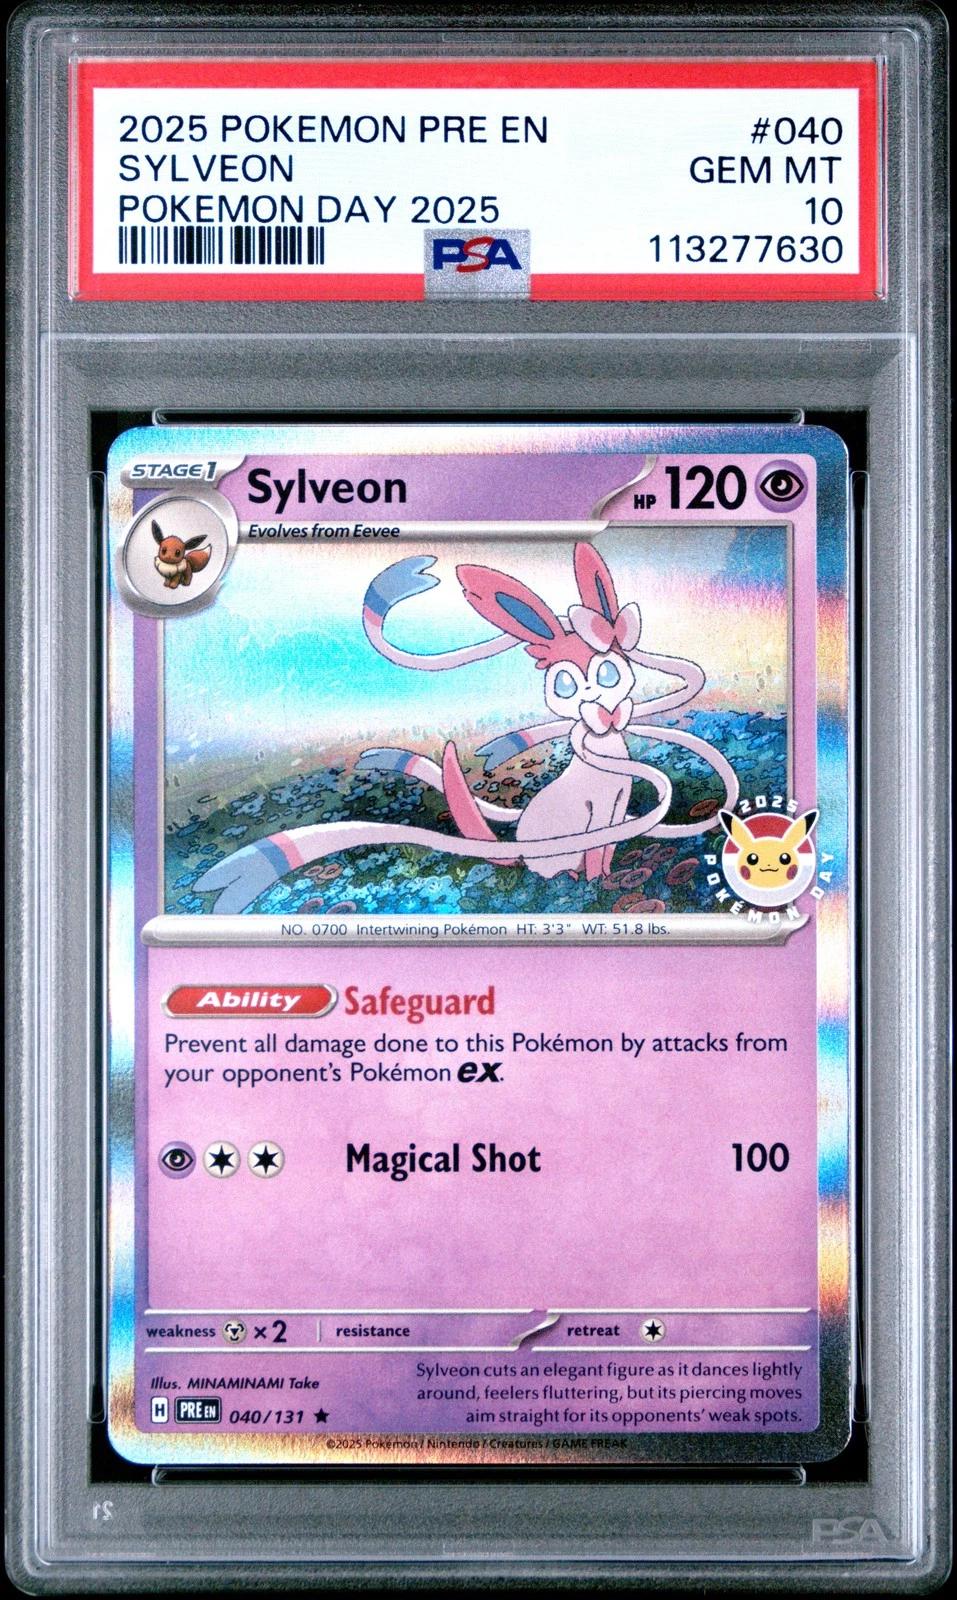 2025 POKEMON PRE EN #040
SYLVEON GEM MT
POKEMON DAY 2025 10
PSA 113277630
STAGE1 Sylveon HP 120
Evolves from Eevee
2025
POKÉMON DAY
NO. 0700 Intertwining Pokémon HT: 3'3" WT: 51.8 lbs.
Ability Safeguard
Prevent all damage done to this Pokémon by attacks from
your opponent's Pokémon ex.
Magical Shot 100
weakness ×2 resistance retreat
Sylveon cuts an elegant figure as it dances lightly
around, feelers fluttering, but its piercing moves
aim straight for its opponents' weak spots.
Illus. MINAMINAMI Take
H PRE EN 040/131 ★
©2025 Pokémon / Nintendo / Creatures / GAME FREAK
21
PSA